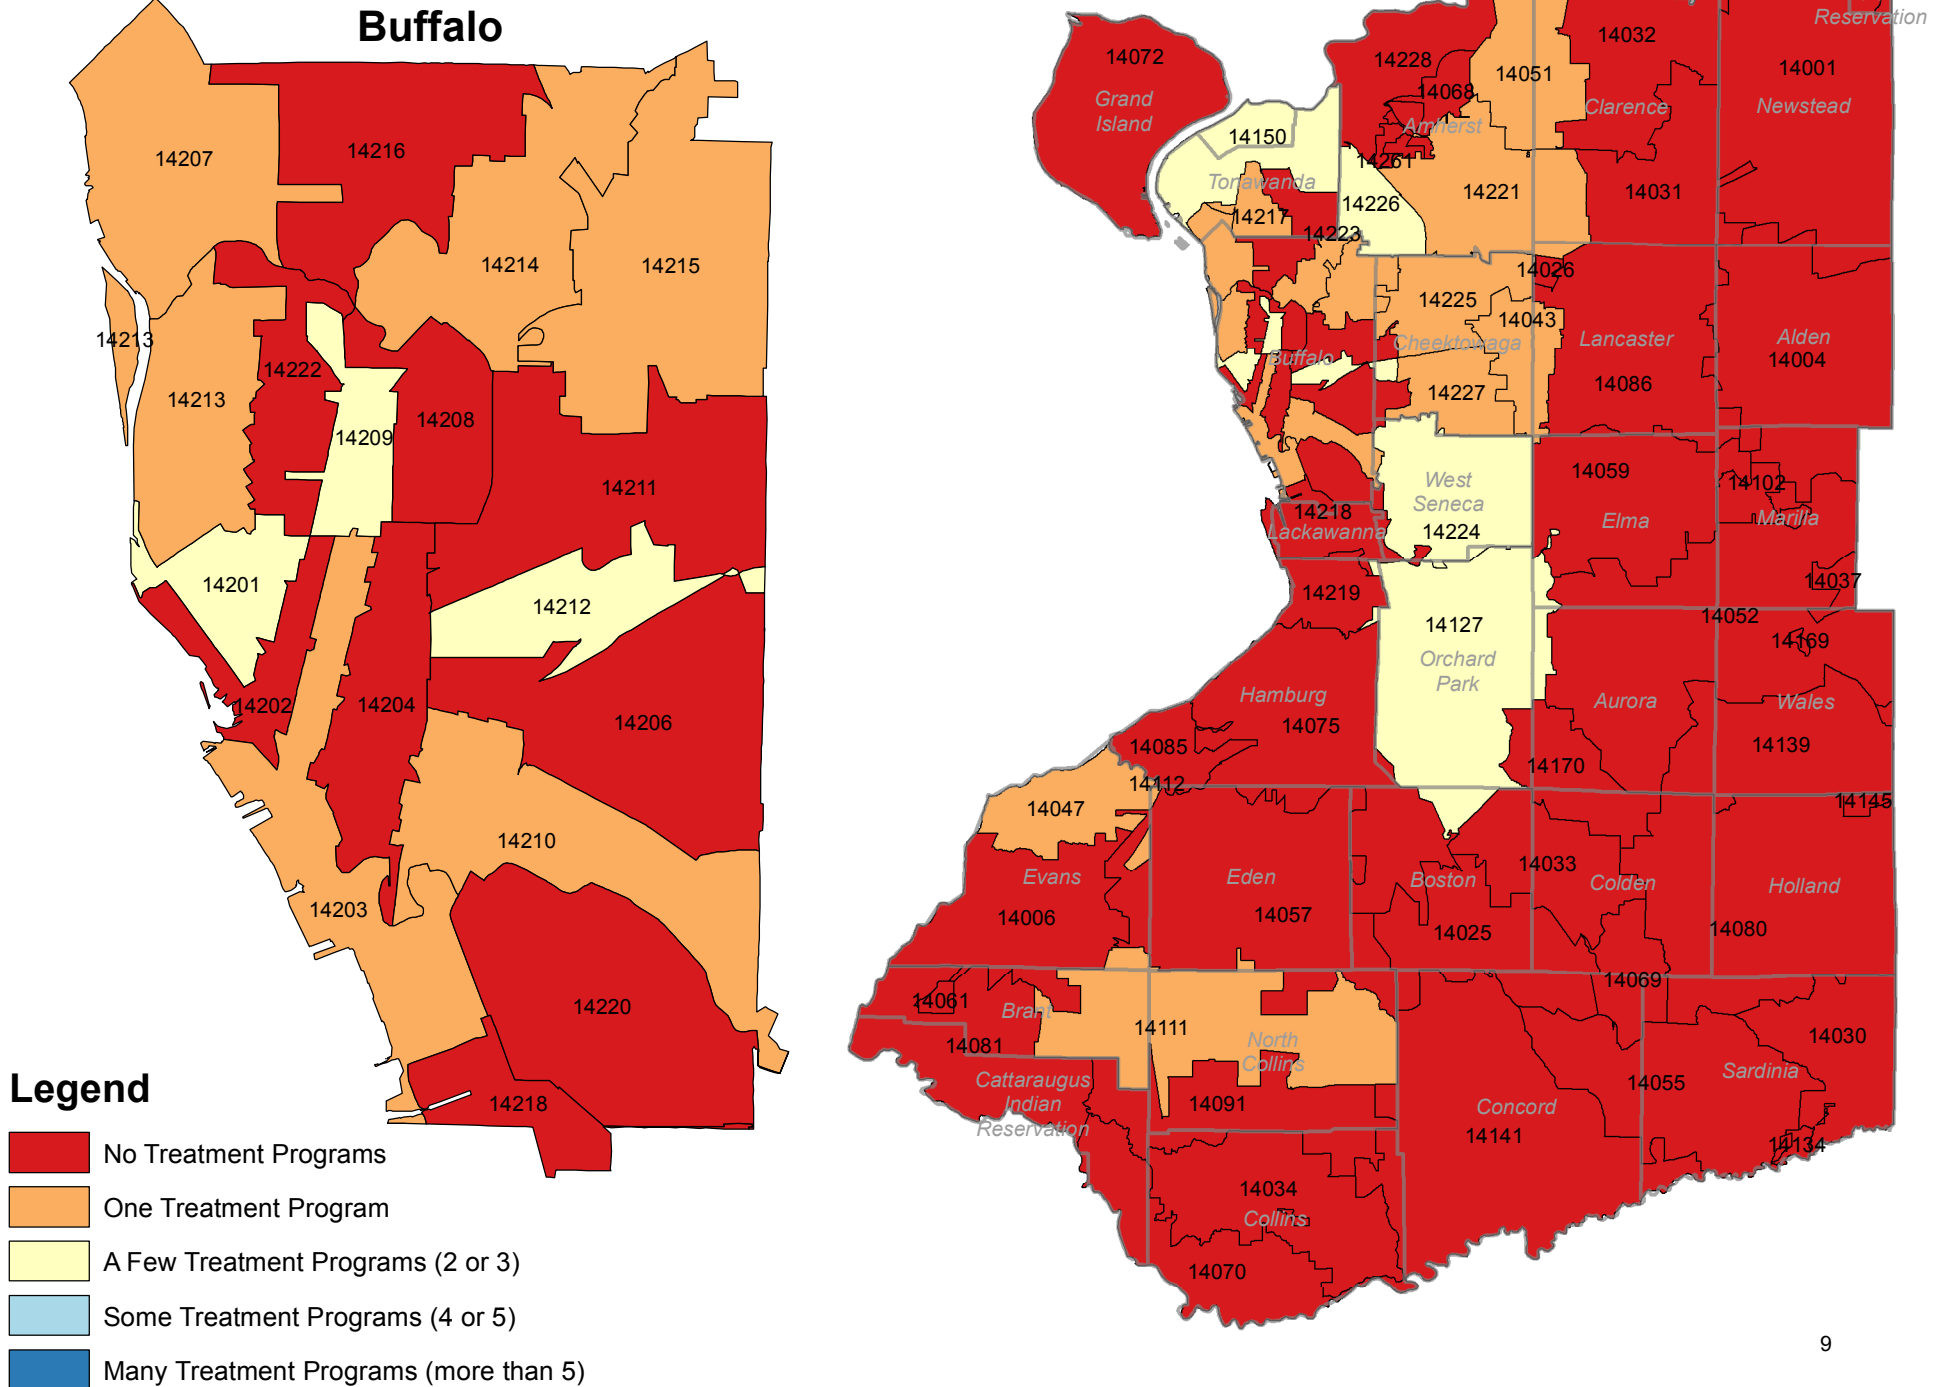 Buffalo
14207
14216
14214
14215
14213
14213
14222
14209
14208
14211
14201
14212
14202
14204
14206
14210
14203
14220
14218
Legend
No Treatment Programs
One Treatment Program
A Few Treatment Programs (2 or 3)
Some Treatment Programs (4 or 5)
Many Treatment Programs (more than 5)
Reservation
14072
Grand
Island
14228
14068
14051
14032
14001
Clarence
Newstead
Amherst
14150
14261
Tonawanda
14226
14221
14031
14217
14223
14026
14225
14043
Cheektowaga
Lancaster
Alden
14004
Buffalo
14227
14086
West
Seneca
14224
14059
Elma
14102
Marilla
14218
Lackawanna
14219
14037
14052
14127
Orchard
Park
14169
Hamburg
14075
Aurora
Wales
14139
14085
14170
14112
14047
14145
Evans
14006
Eden
14057
Boston
14025
14033
Colden
Holland
14080
14069
14061
Brant
14081
14111
North
Collins
14030
Sardinia
14055
Cattaraugus
Indian
Reservation
14091
Concord
14141
14134
14034
Collins
14070
9